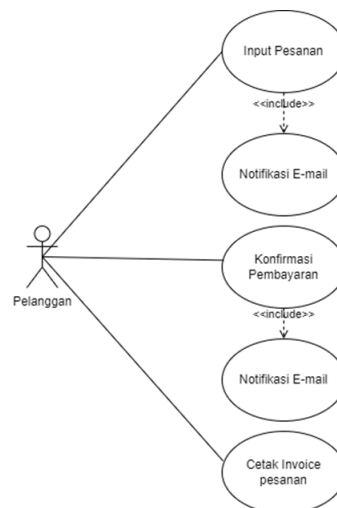 Input Pesanan
<<include>>
Notifikasi E-mail
Konfirmasi
Pembayaran
Pelanggan
<<include>>
Notifikasi E-mail
Cetak Invoice
pesanan